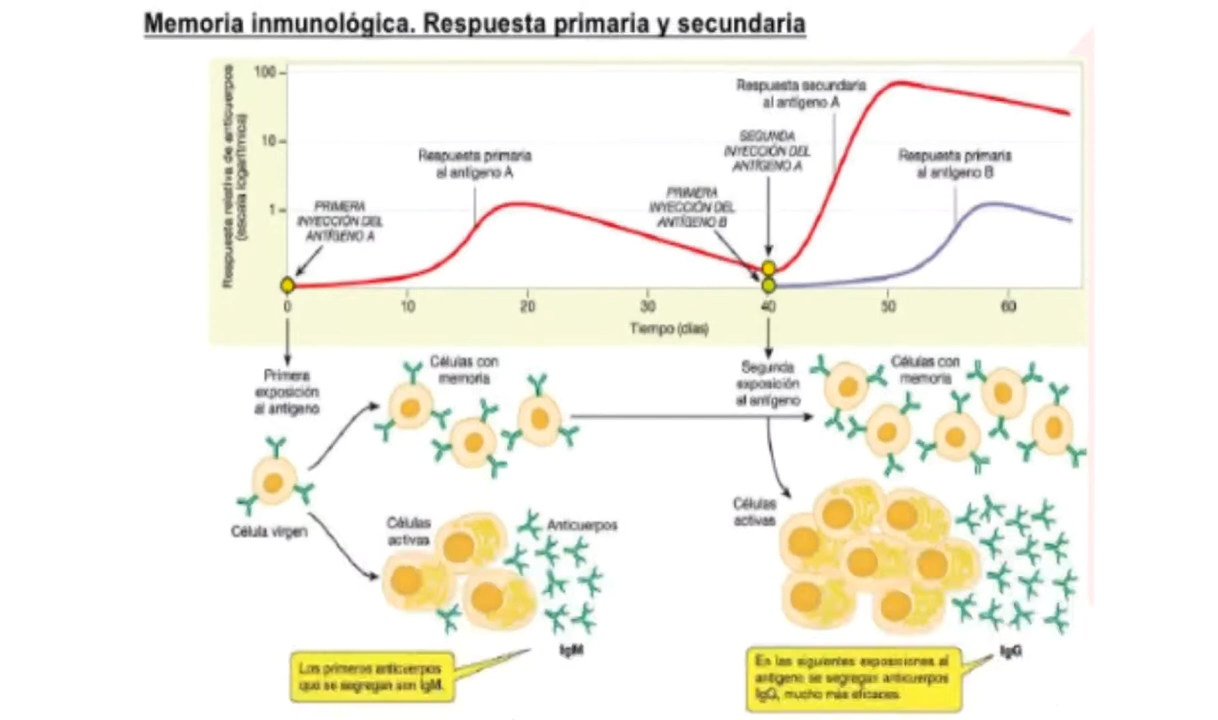 Memoria inmunológica. Respuesta primaria y secundaria
Respuesta relativa de anticuerpos
(escala logarítmica)
100
10
1
PRIMERA
INYECCIÓN DEL
ANTÍGENO A
Respuesta primaria
al antígeno A
PRIMERA
INYECCIÓN DEL
ANTÍGENO B
SEGUNDA
INYECCIÓN DEL
ANTÍGENO A
Respuesta secundaria
al antígeno A
Respuesta primaria
al antígeno B
0
10
20
30
40
50
60
Tiempo (días)
Primera
exposición
al antígeno
Célula virgen
Células con
memoria
Células
activas
Anticuerpos
IgM
Los primeros anticuerpos
que se segregan son IgM.
Segunda
exposición
al antígeno
Células con
memoria
Células
activas
IgG
En las siguientes exposiciones al
antígeno se segregan anticuerpos
IgG, mucho más eficaces.